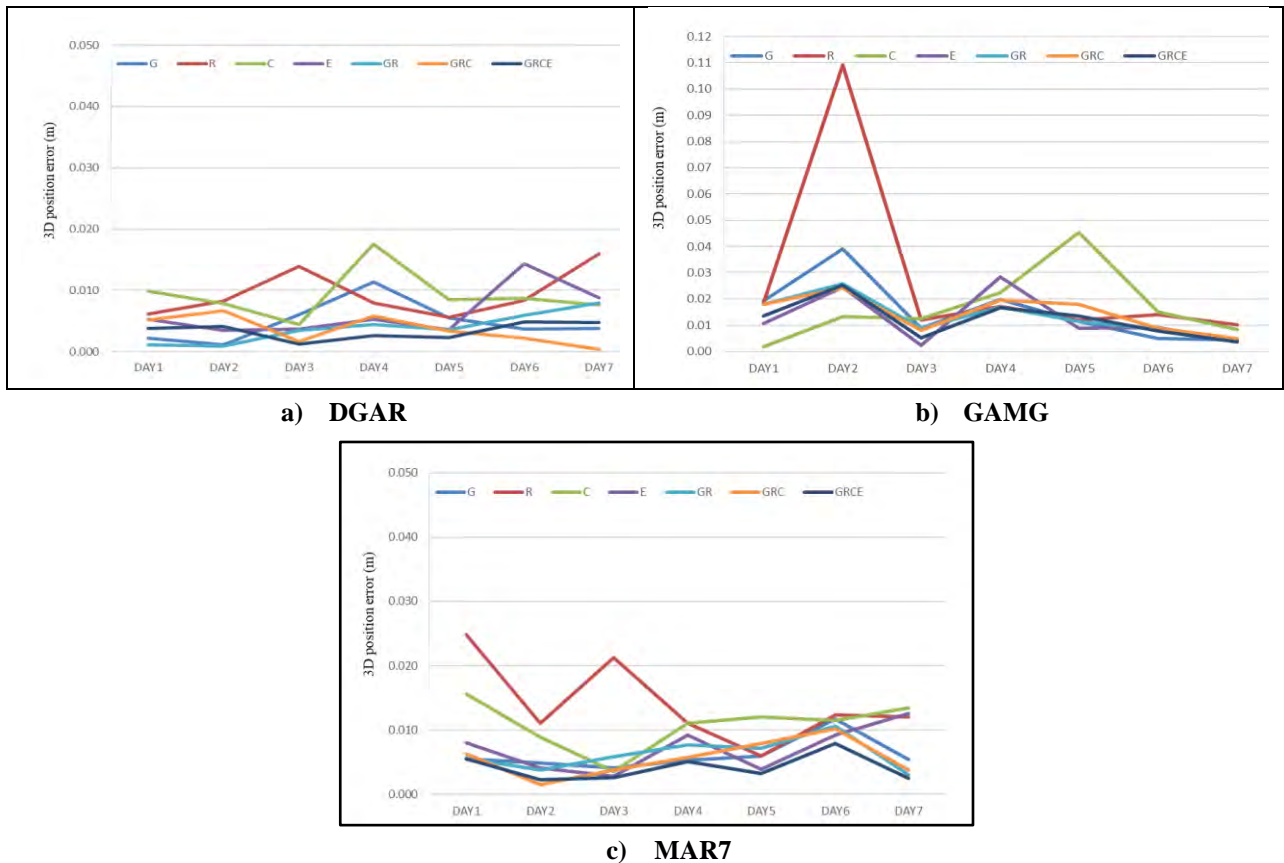 0.050
G R C E GR GRC GRCE
0.040
0.030
0.020
0.010
0.000
3D position error (m)
DAY1 DAY2 DAY3 DAY4 DAY5 DAY6 DAY7
a) DGAR
0.12
G R C E GR GRC GRCE
0.11
0.10
0.09
0.08
0.07
0.06
0.05
0.04
0.03
0.02
0.01
0.00
3D position error (m)
DAY1 DAY2 DAY3 DAY4 DAY5 DAY6 DAY7
b) GAMG
0.050
G R C E GR GRC GRCE
0.040
0.030
0.020
0.010
0.000
3D position error (m)
DAY1 DAY2 DAY3 DAY4 DAY5 DAY6 DAY7
c) MAR7